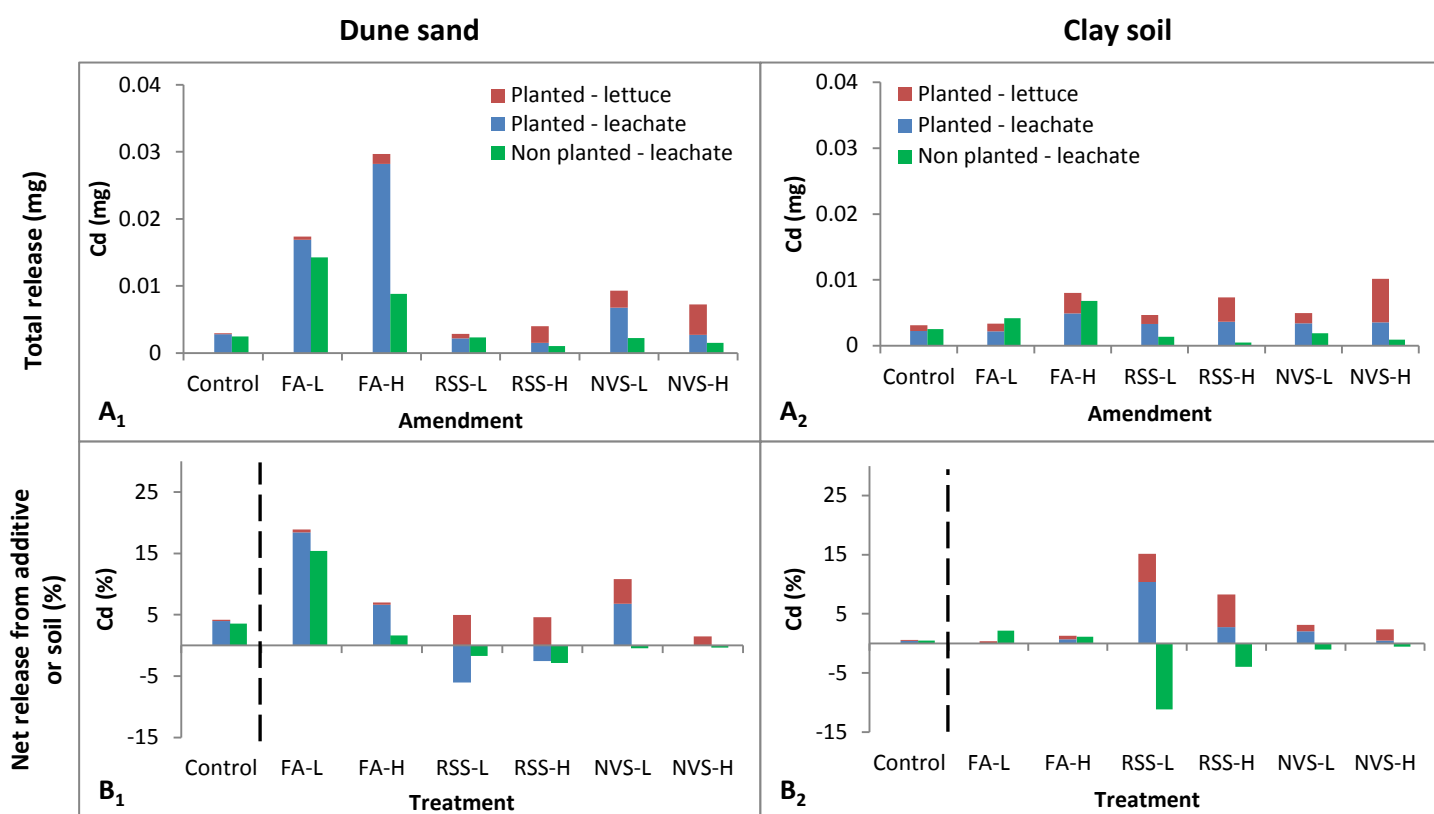 Dune sand
Clay soil
Total release (mg)
Cd (mg)
0.04
0.03
0.02
0.01
0
Planted - lettuce
Planted - leachate
Non planted - leachate
Control FA-L FA-H RSS-L RSS-H NVS-L NVS-H
A1
Amendment
Cd (mg)
0.04
0.03
0.02
0.01
0
Planted - lettuce
Planted - leachate
Non planted - leachate
Control FA-L FA-H RSS-L RSS-H NVS-L NVS-H
A2
Amendment
Net release from additive
or soil (%)
Cd (%)
25
15
5
-5
-15
Control FA-L FA-H RSS-L RSS-H NVS-L NVS-H
B1
Treatment
Cd (%)
25
15
5
-5
-15
Control FA-L FA-H RSS-L RSS-H NVS-L NVS-H
B2
Treatment